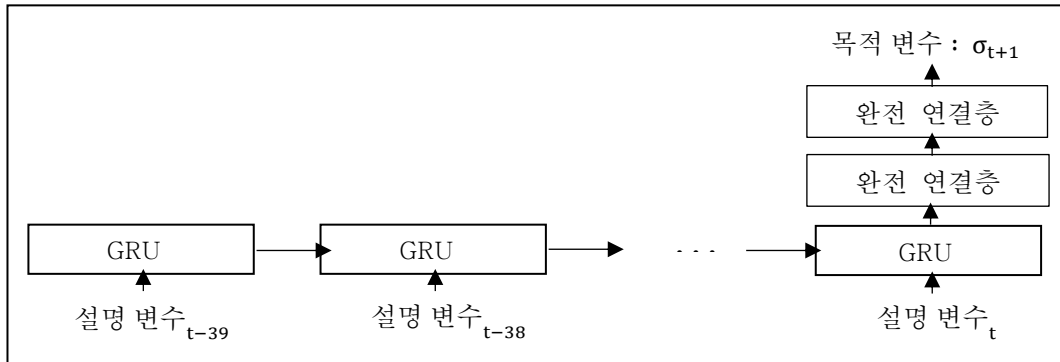 목적 변수 : σt+1
완전 연결층
완전 연결층
GRU GRU . . . GRU
설명 변수t−39 설명 변수t−38 설명 변수t